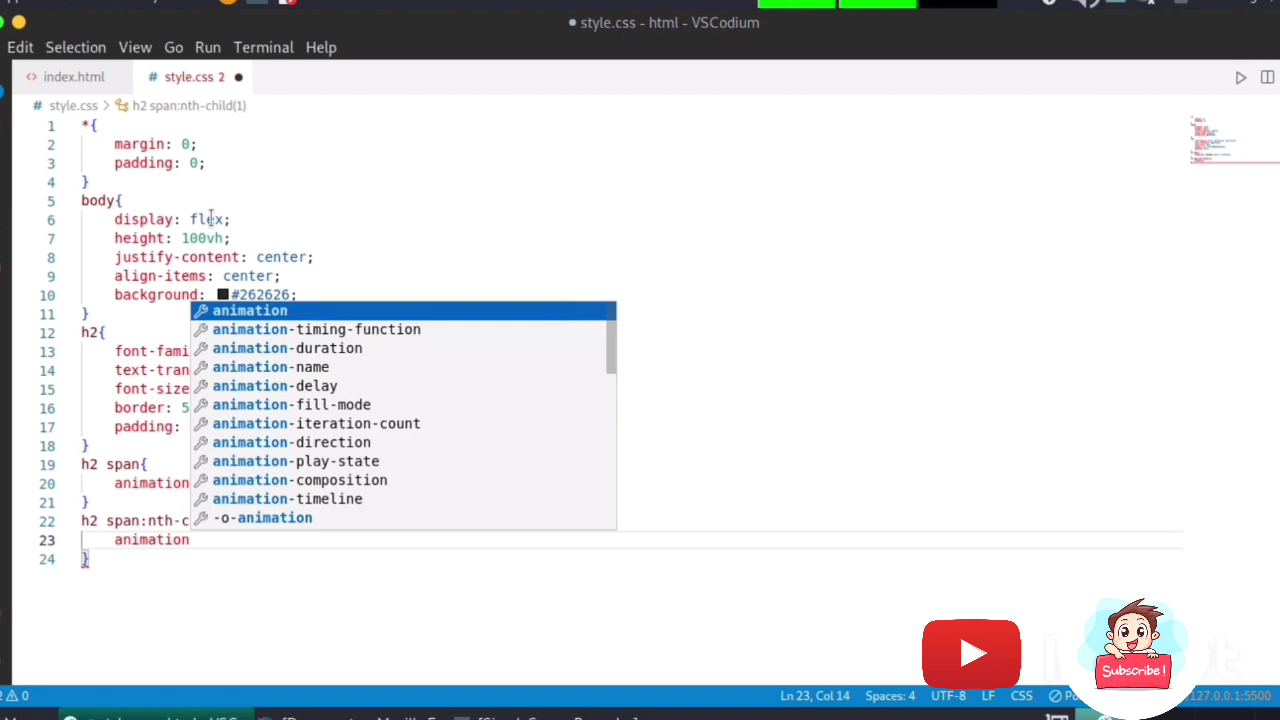 style.css - html - VSCodium
Edit Selection View Go Run Terminal Help
index.html
# style.css 2
# style.css > h2 span:nth-child(1)
1 *{
2 margin: 0;
3 padding: 0;
4 }
5 body{
6 display: flex;
7 height: 100vh;
8 justify-content: center;
9 align-items: center;
10 background: #262626;
11 }
12 h2{
13 font-fami
14 text-tran
15 font-size
16 border: 5
17 padding:
18 }
19 h2 span{
20 animation
21 }
22 h2 span:nth-c
23 animation
24 }
animation
animation-timing-function
animation-duration
animation-name
animation-delay
animation-fill-mode
animation-iteration-count
animation-direction
animation-play-state
animation-composition
animation-timeline
-o-animation
Subscribe!
0 Ln 23, Col 14 Spaces: 4 UTF-8 LF CSS 127.0.0.1:5500